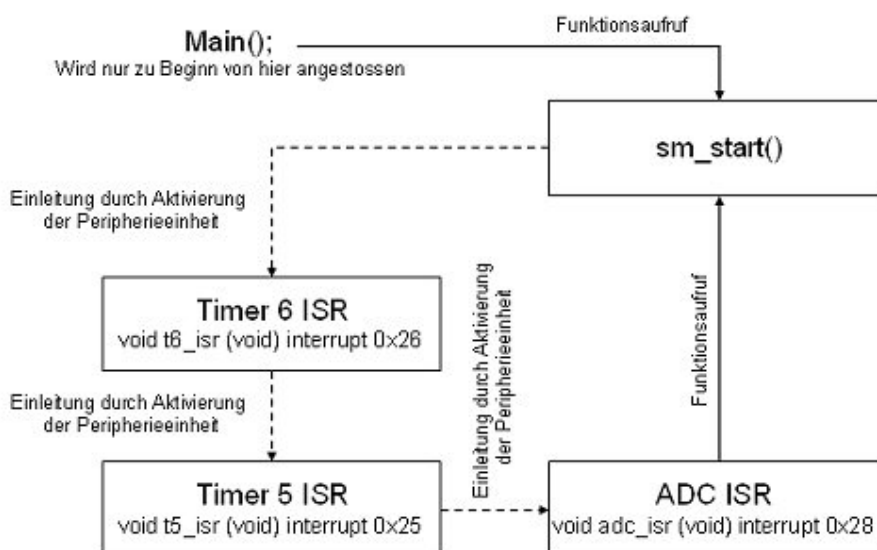 Funktionsaufruf
Main();
Wird nur zu Beginn von hier angestossen
sm_start()
Einleitung durch Aktivierung
der Peripherieeinheit
Timer 6 ISR
void t6_isr (void) interrupt 0x26
Einleitung durch Aktivierung
der Peripherieeinheit
Einleitung durch Aktivierung
der Peripherieeinheit
Funktionsaufruf
Timer 5 ISR
void t5_isr (void) interrupt 0x25
ADC ISR
void adc_isr (void) interrupt 0x28